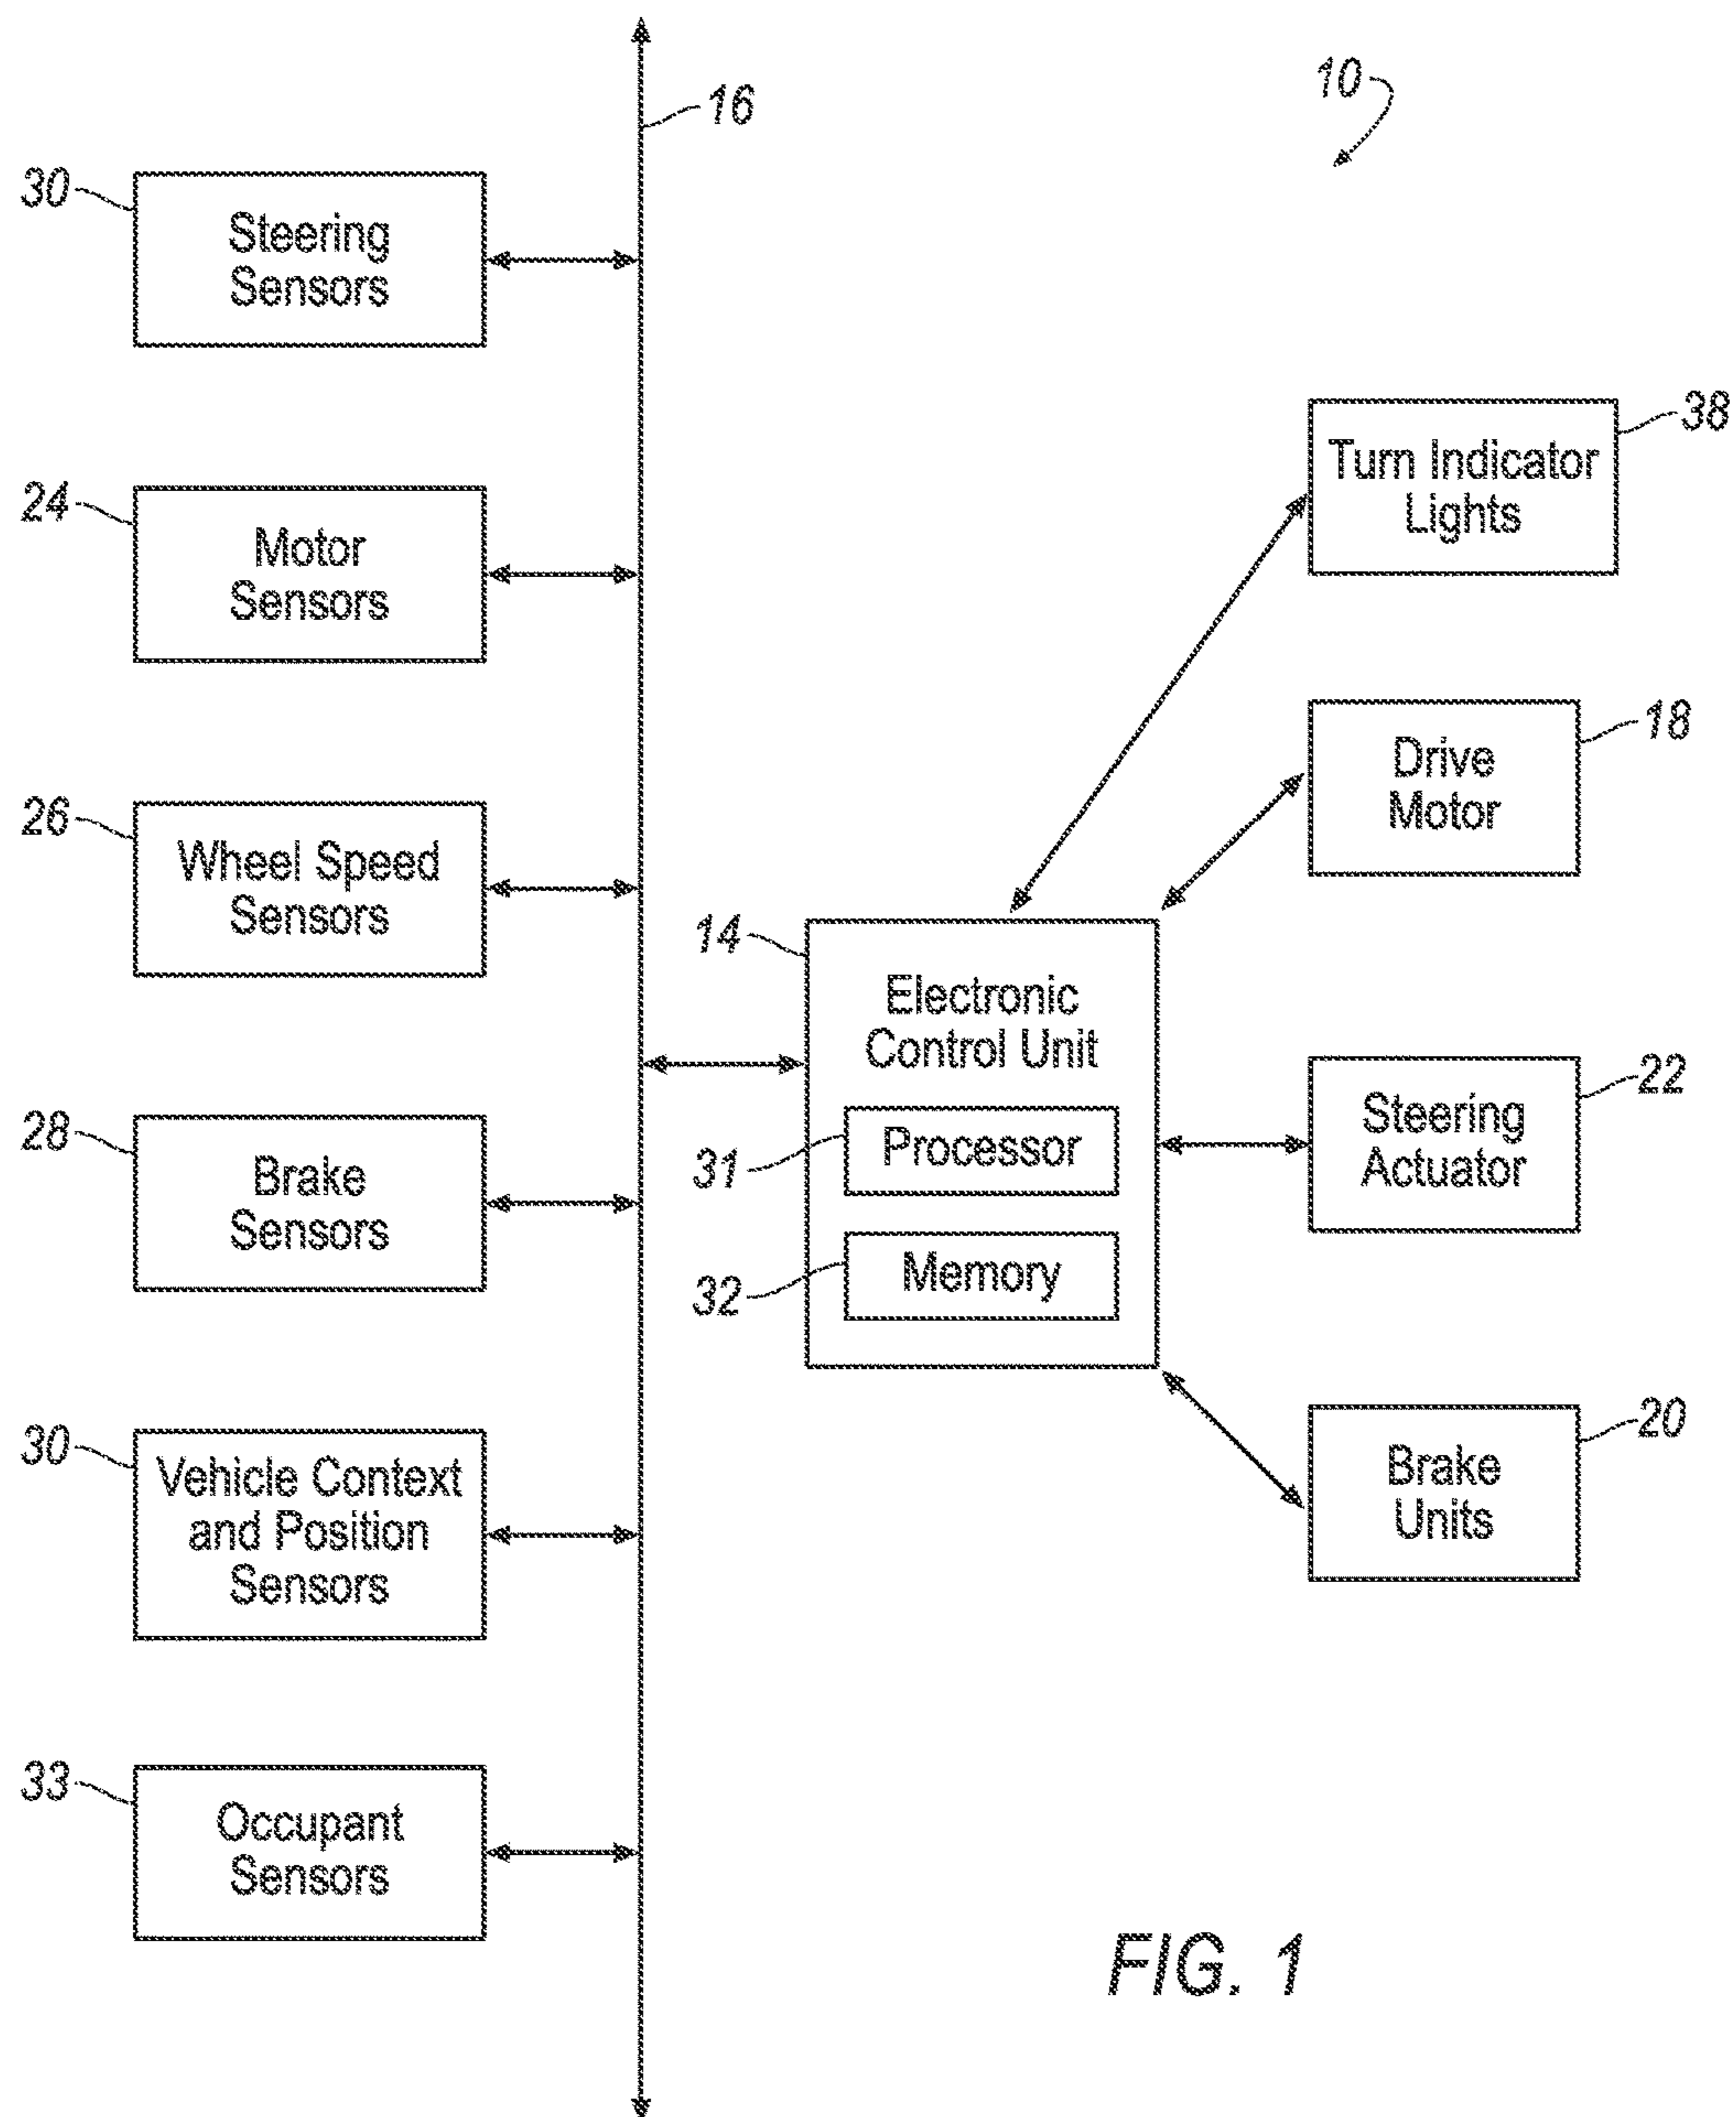 10
16
30
Steering
Sensors
24
Motor
Sensors
26
Wheel Speed
Sensors
28
Brake
Sensors
30
Vehicle Context
and Position
Sensors
33
Occupant
Sensors
14
Electronic
Control Unit
31
Processor
32
Memory
38
Turn Indicator
Lights
18
Drive
Motor
22
Steering
Actuator
20
Brake
Units
FIG. 1